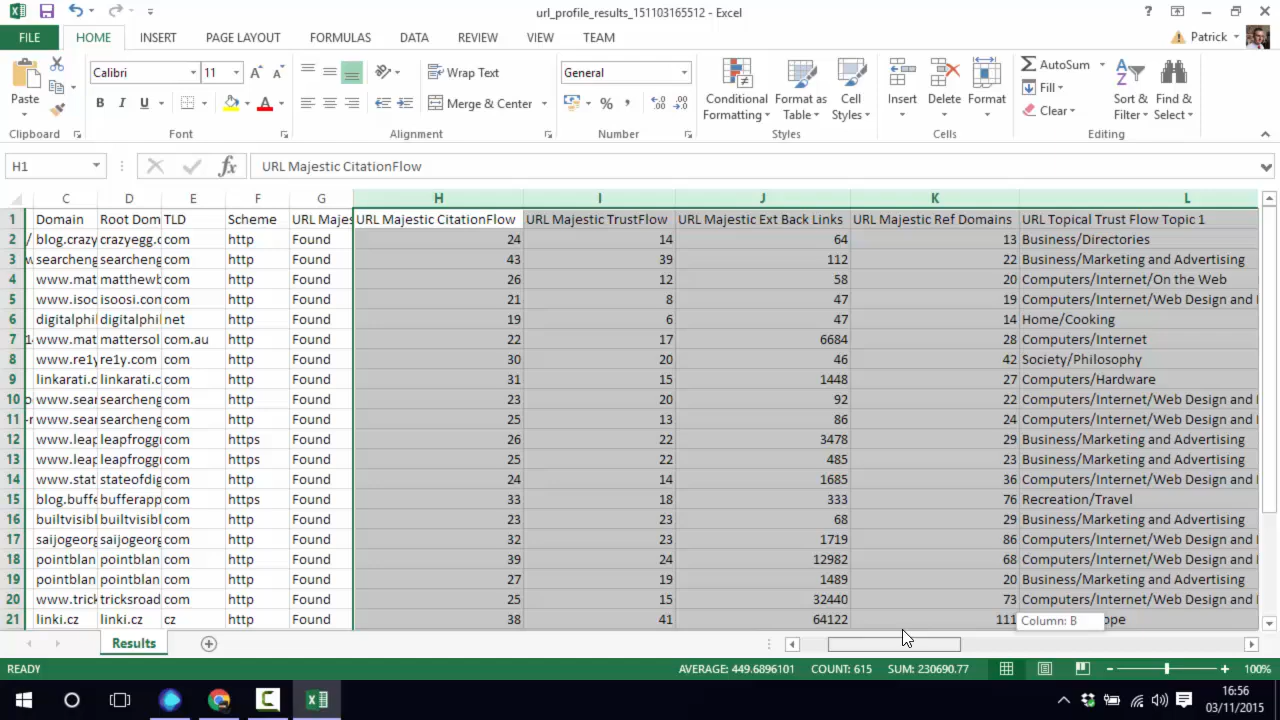 url_profile_results_151103165512 - Excel
FILE HOME INSERT PAGE LAYOUT FORMULAS DATA REVIEW VIEW TEAM Patrick
Calibri 11 Wrap Text General AutoSum
Fill
Paste B I U Merge & Center % Conditional Format as Cell Insert Delete Format Sort & Find &
Formatting Table Styles Filter Select
Clear
Clipboard Font Alignment Number Styles Cells Editing
H1 fx URL Majestic CitationFlow
C D E F G H I J K L
1 Domain Root Dom TLD Scheme URL Majes URL Majestic CitationFlow URL Majestic TrustFlow URL Majestic Ext Back Links URL Majestic Ref Domains URL Topical Trust Flow Topic 1
2 / blog.crazy crazyegg.c com http Found 24 14 64 13 Business/Directories
3 searcheng searcheng com http Found 43 39 112 22 Business/Marketing and Advertising
4 www.mat matthewb com http Found 26 12 58 20 Computers/Internet/On the Web
5 www.isoo isoosi.con com http Found 21 8 47 19 Computers/Internet/Web Design and
6 digitalphil digitalphil net http Found 19 6 47 14 Home/Cooking
7 www.mat mattersol com.au http Found 22 17 6684 28 Computers/Internet
8 www.re1y re1y.com com http Found 30 20 46 42 Society/Philosophy
9 linkarati.c linkarati.c com http Found 31 15 1448 27 Computers/Hardware
10 www.sear searcheng com http Found 23 20 92 22 Computers/Internet/Web Design and
11 www.sear searcheng com http Found 25 13 86 24 Computers/Internet/Web Design and
12 www.leap leapfrogg com https Found 26 22 3478 29 Business/Marketing and Advertising
13 www.leap leapfrogg com https Found 25 22 485 23 Business/Marketing and Advertising
14 www.stat stateofdig com http Found 24 14 1685 36 Computers/Internet/Web Design and
15 blog.buffe bufferapp com https Found 33 18 333 76 Recreation/Travel
16 builtvisibl builtvisibl com http Found 23 23 68 29 Business/Marketing and Advertising
17 saijogeorg saijogeorg com http Found 32 23 1719 86 Computers/Internet/Web Design and
18 pointblan pointblan com http Found 39 24 12982 68 Computers/Internet/Web Design and
19 pointblan pointblan com http Found 27 19 1489 20 Business/Marketing and Advertising
20 www.trick tricksroad com http Found 25 15 32440 73 Computers/Internet/Web Design and
21 linki.cz linki.cz cz http Found 38 41 64122 111 ope
Column: B
Results
READY AVERAGE: 449.6896101 COUNT: 615 SUM: 230690.77 100%
16:56
03/11/2015